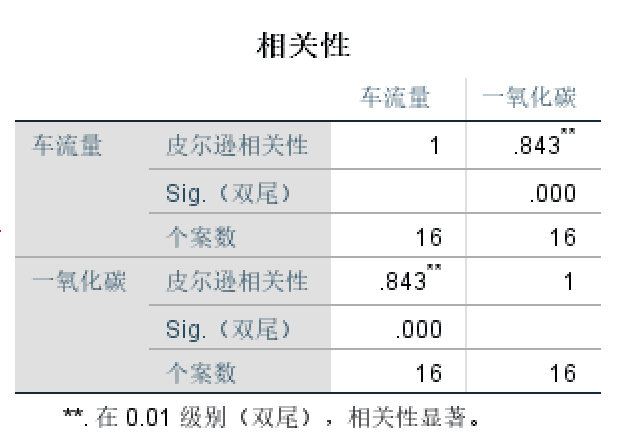 相关性
车流量 一氧化碳
车流量 皮尔逊相关性 1 .843**
Sig.（双尾） .000
个案数 16 16
一氧化碳 皮尔逊相关性 .843** 1
Sig.（双尾） .000
个案数 16 16
**. 在 0.01 级别（双尾），相关性显著。